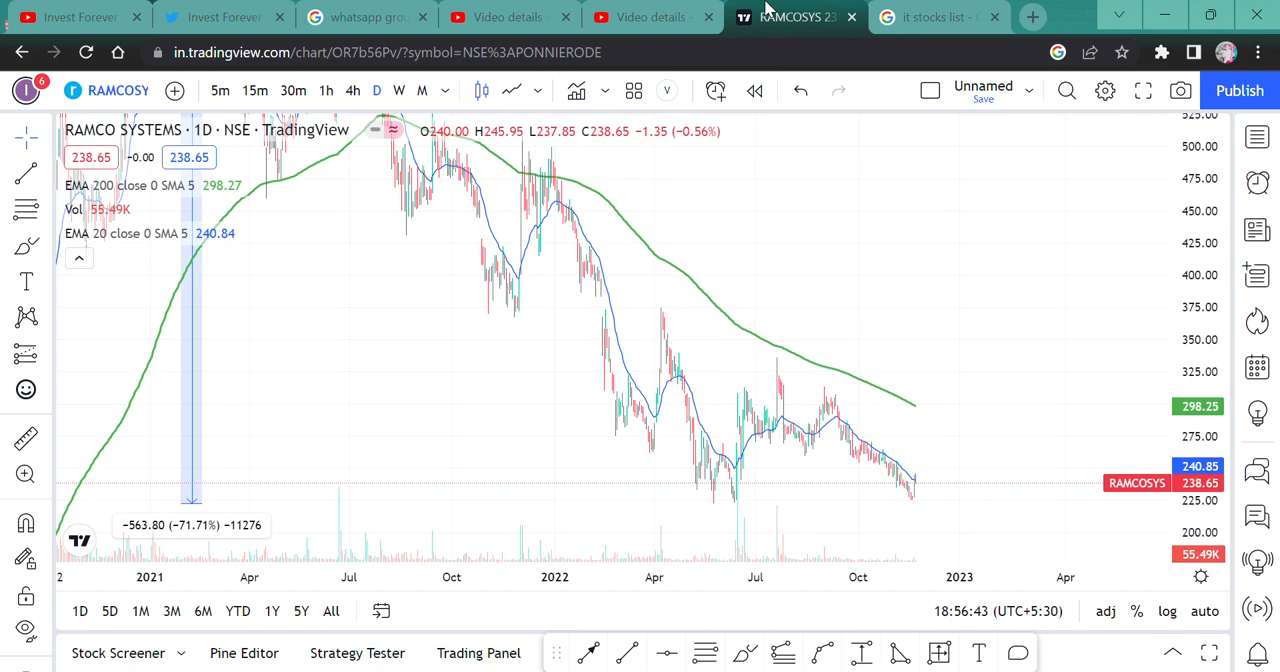 Invest Forever
Invest Forever
whatsapp grou
Video details -
Video details -
RAMCOSYS 23
it stocks list - G
in.tradingview.com/chart/OR7b56Pv/?symbol=NSE%3APONNIERODE
I 6 r RAMCOSY 5m 15m 30m 1h 4h D W M V Unnamed Save Publish
RAMCO SYSTEMS · 1D · NSE · TradingView O240.00 H245.95 L237.85 C238.65 −1.35 (−0.56%)
238.65 -0.00 238.65
EMA 200 close 0 SMA 5 298.27
Vol 55.49K
EMA 20 close 0 SMA 5 240.84
525.00
500.00
475.00
450.00
425.00
400.00
375.00
350.00
325.00
298.25
275.00
240.85
RAMCOSYS 238.65
225.00
200.00
55.49K
−563.80 (−71.71%) −11276
2 2021 Apr Jul Oct 2022 Apr Jul Oct 2023 Apr
1D 5D 1M 3M 6M YTD 1Y 5Y All 18:56:43 (UTC+5:30) adj % log auto
Stock Screener Pine Editor Strategy Tester Trading Panel